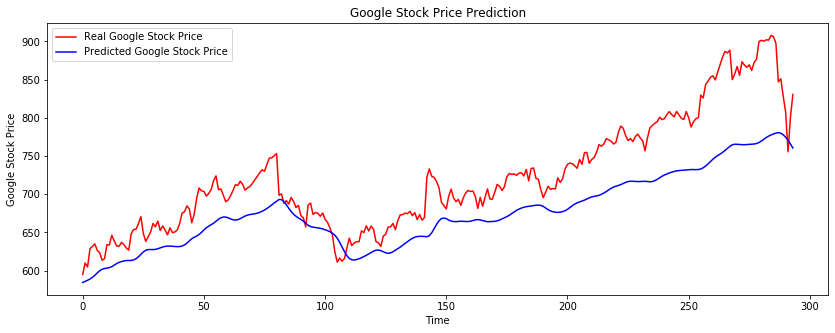 Google Stock Price Prediction
Real Google Stock Price
Predicted Google Stock Price
Google Stock Price
900
850
800
750
700
650
600
0 50 100 150 200 250 300
Time